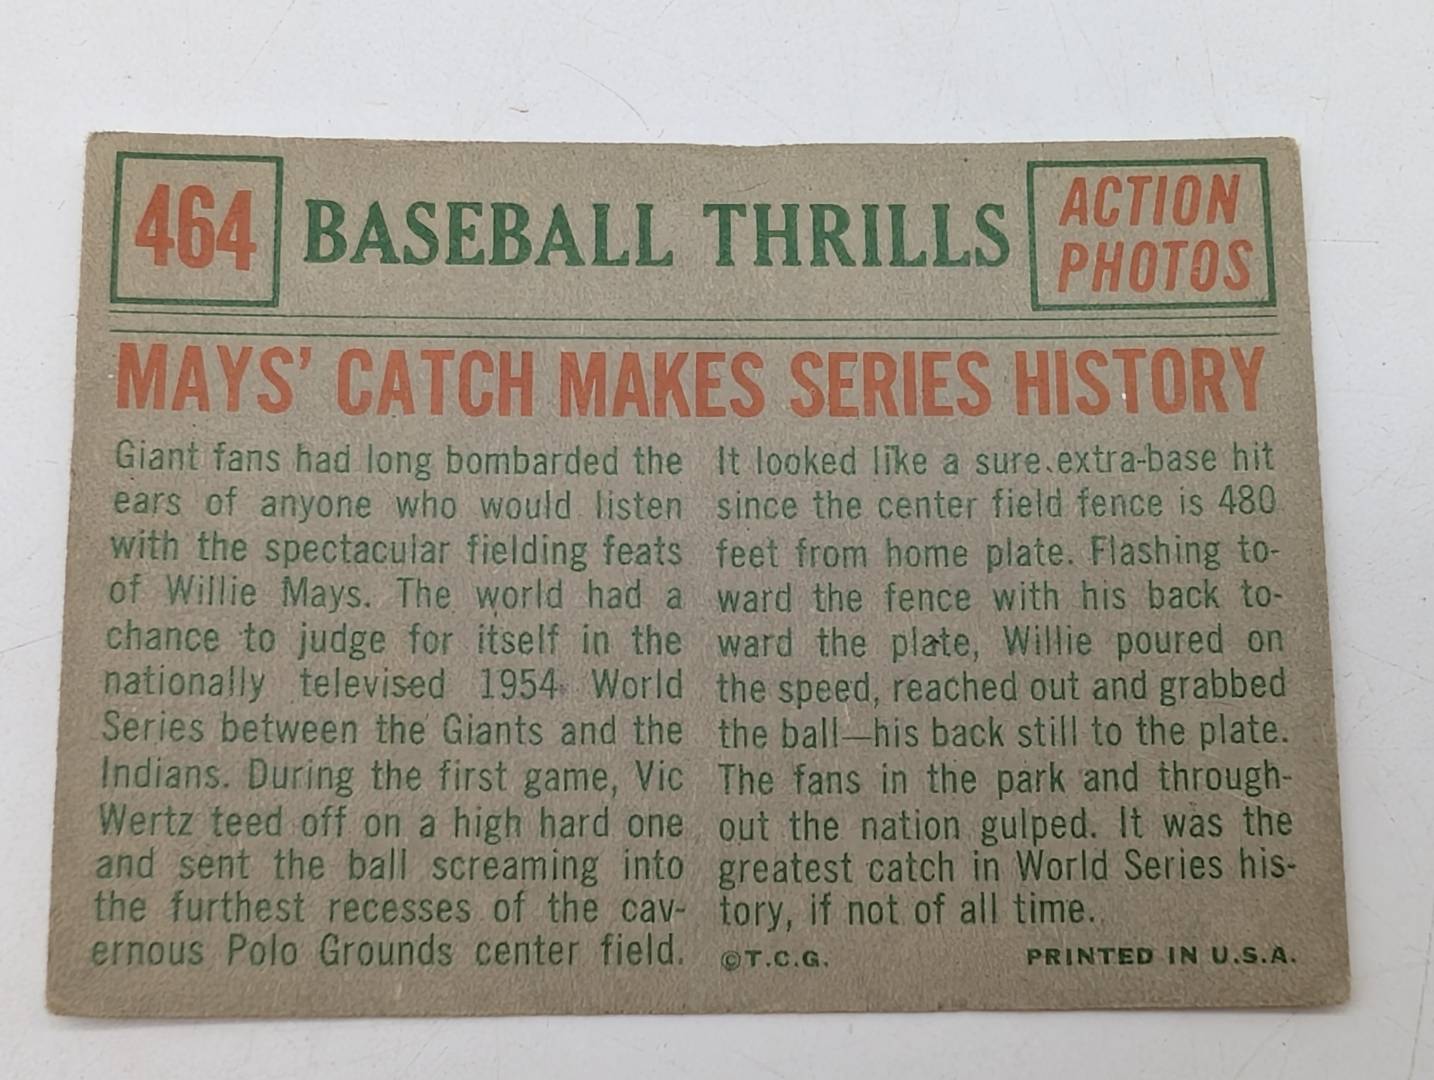 464
BASEBALL THRILLS
ACTION
PHOTOS
MAYS' CATCH MAKES SERIES HISTORY
Giant fans had long bombarded the
ears of anyone who would listen
with the spectacular fielding feats
of Willie Mays. The world had a
chance to judge for itself in the
nationally televised 1954 World
Series between the Giants and the
Indians. During the first game, Vic
Wertz teed off on a high hard one
and sent the ball screaming into
the furthest recesses of the cav-
ernous Polo Grounds center field.
It looked like a sure extra-base hit
since the center field fence is 480
feet from home plate. Flashing to-
ward the fence with his back to-
ward the plate, Willie poured on
the speed, reached out and grabbed
the ball—his back still to the plate.
The fans in the park and through-
out the nation gulped. It was the
greatest catch in World Series his-
tory, if not of all time.
©T.C.G.
PRINTED IN U.S.A.